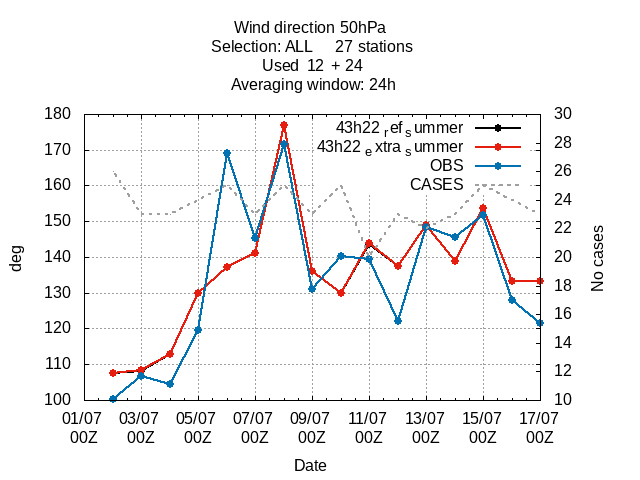 Wind direction 50hPa
Selection: ALL     27 stations
Used  12  + 24
Averaging window: 24h
180 30
170 28
160 26
150 24
140 22
130 20
120 18
110 16
100 14
12
10
43h22 ref summer
43h22 extra summer
OBS
CASES
deg
No cases
01/07 03/07 05/07 07/07 09/07 11/07 13/07 15/07 17/07
00Z 00Z 00Z 00Z 00Z 00Z 00Z 00Z 00Z
Date